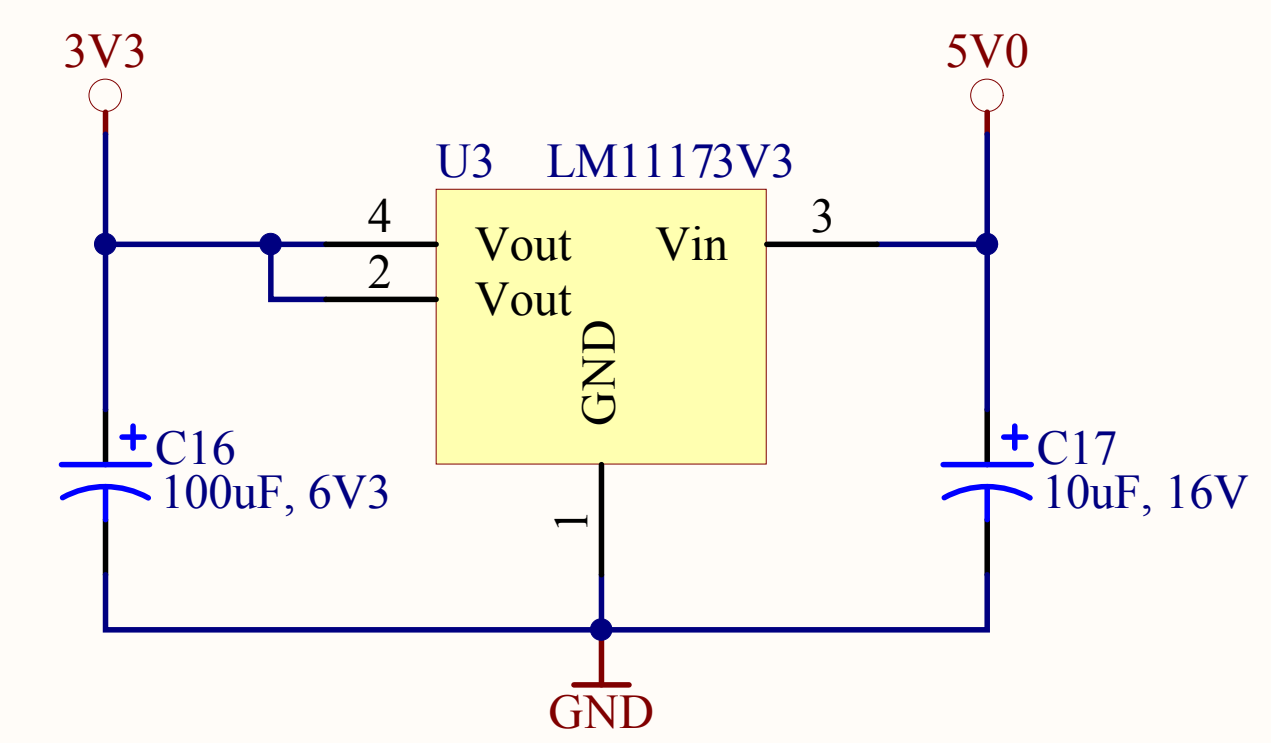 3V3
5V0
U3 LM11173V3
4
3
Vout
Vin
2
Vout
GND
+
C16
100uF, 6V3
+
C17
10uF, 16V
1
GND